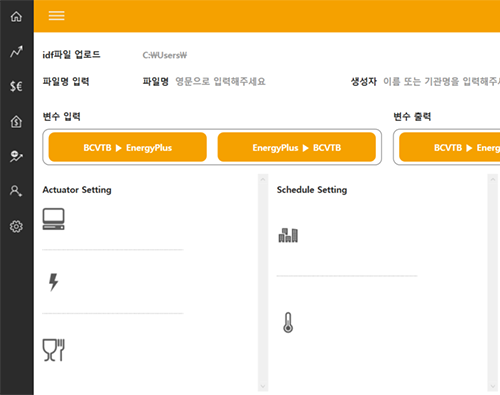 idf파일 업로드 C:₩Users₩
파일명 입력 파일명 영문으로 입력해주세요 생성자 이름 또는 기관명을 입력해주
변수 입력 변수 출력
BCVTB ▶ EnergyPlus EnergyPlus ▶ BCVTB BCVTB ▶ Energ
Actuator Setting Schedule Setting